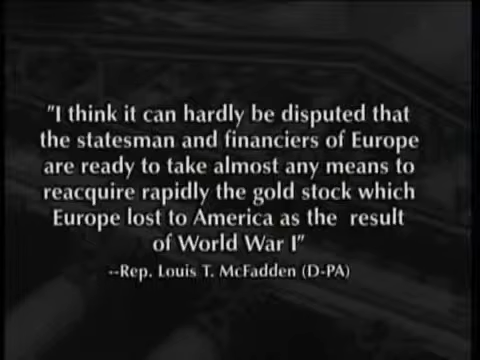 "I think it can hardly be disputed that
the statesman and financiers of Europe
are ready to take almost any means to
reacquire rapidly the gold stock which
Europe lost to America as the result
of World War I"
--Rep. Louis T. McFadden (D-PA)